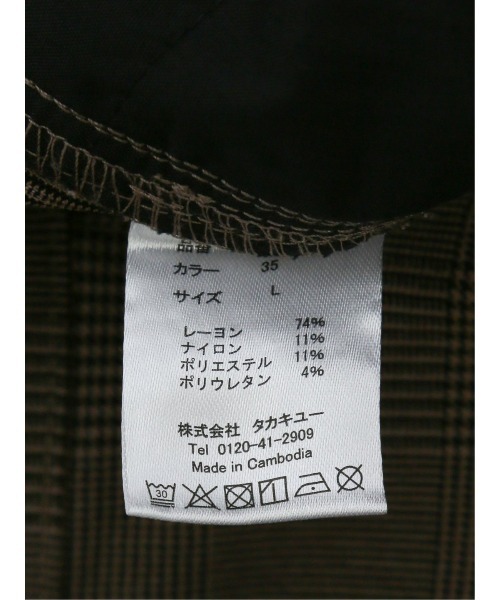 品番
カラー 35
サイズ L
レーヨン 74%
ナイロン 11%
ポリエステル 11%
ポリウレタン 4%
株式会社 タカキュー
Tel 0120-41-2909
Made in Cambodia
30